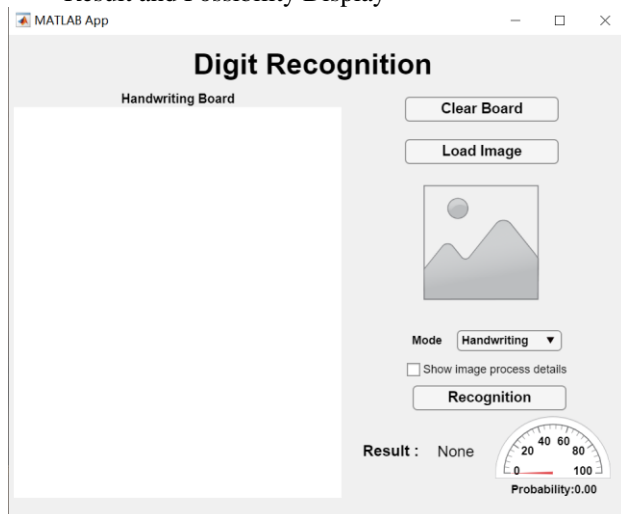 Result and Possibility Display
MATLAB App
Digit Recognition
Handwriting Board
Clear Board
Load Image
Mode Handwriting
Show image process details
Recognition
Result : None
0 20 40 60 80 100
Probability:0.00